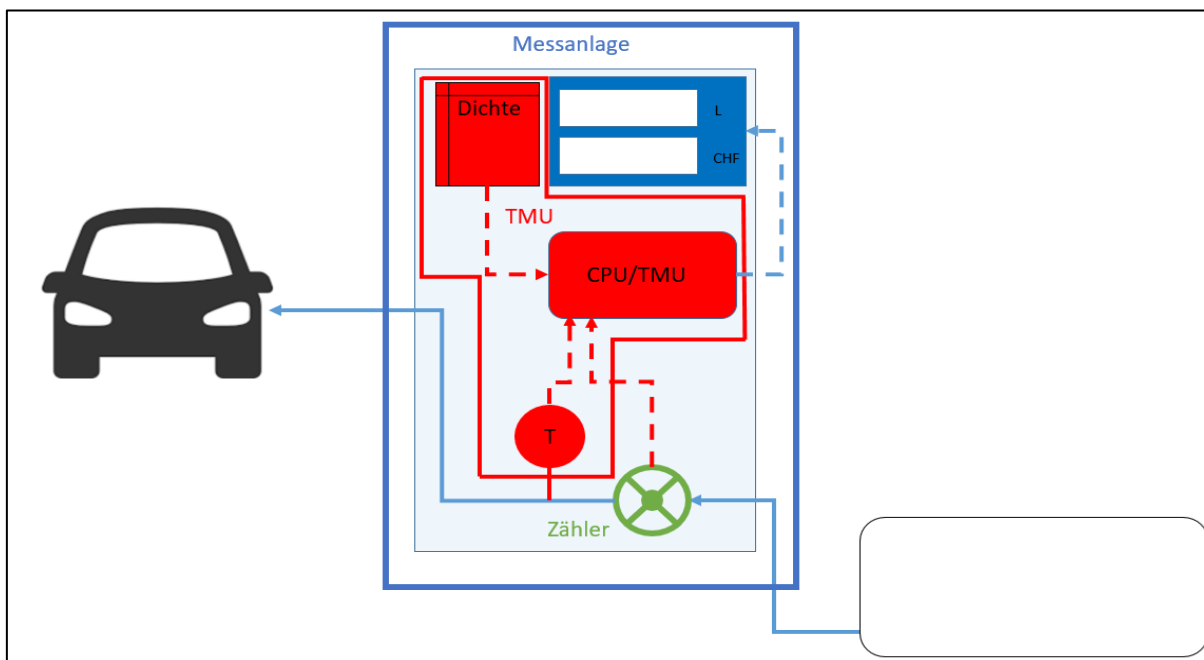 Messanlage
Dichte
L
CHF
TMU
CPU/TMU
T
Zähler